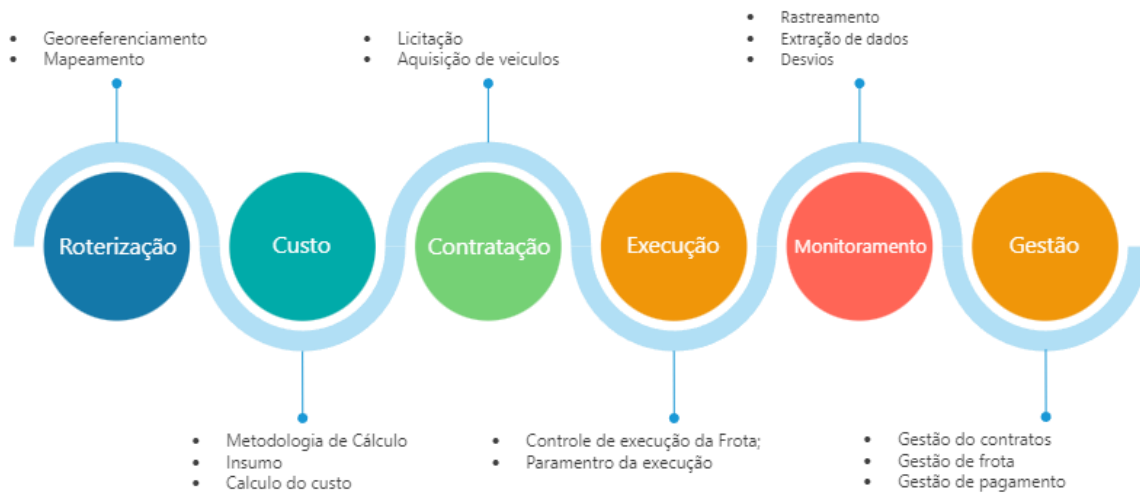 • Georeeferenciamento
• Mapeamento
• Licitação
• Aquisição de veiculos
• Rastreamento
• Extração de dados
• Desvios
Roterização
Custo
Contratação
Execução
Monitoramento
Gestão
• Metodologia de Cálculo
• Insumo
• Calculo do custo
• Controle de execução da Frota;
• Paramentro da execução
• Gestão do contratos
• Gestão de frota
• Gestão de pagamento